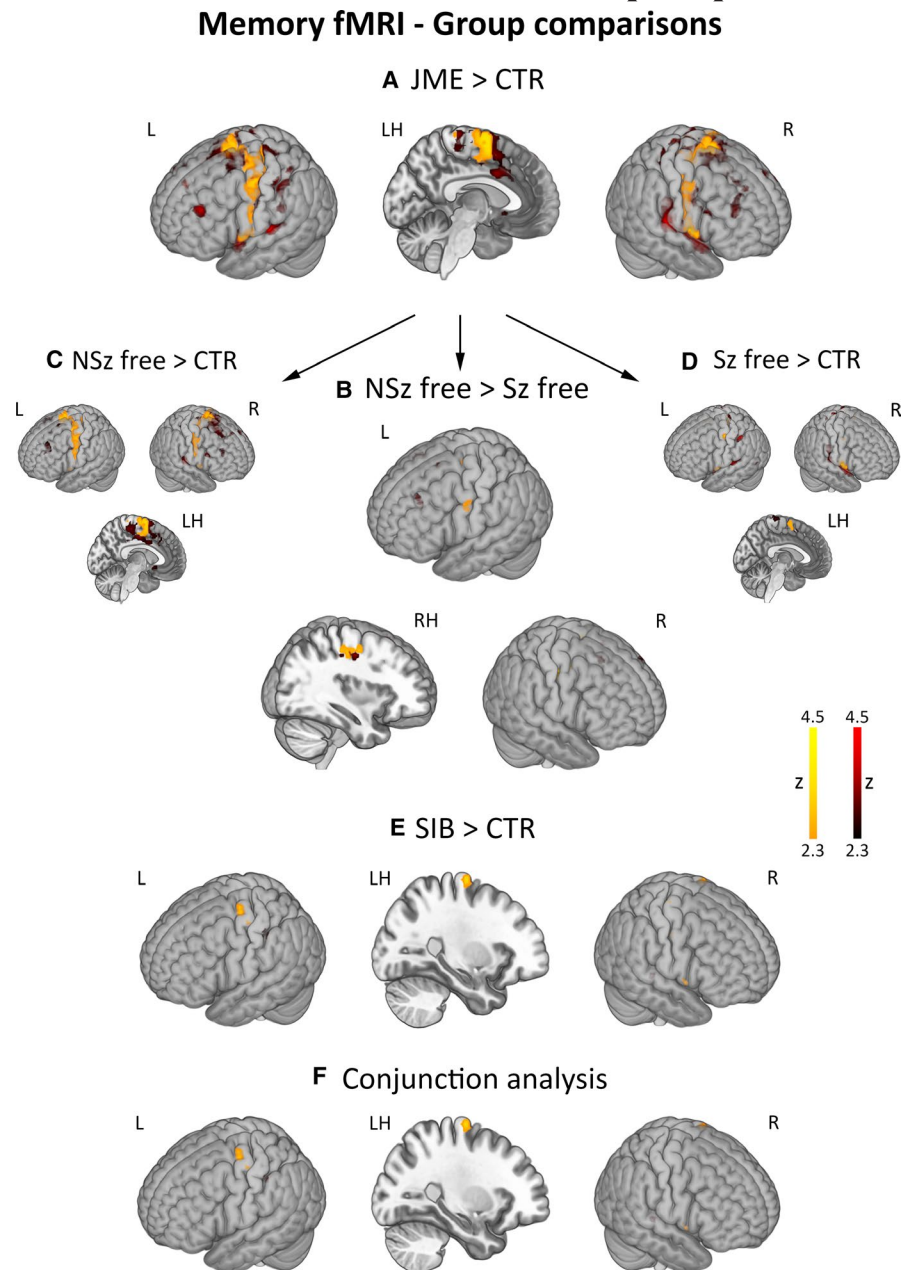 Memory fMRI - Group comparisons
A JME > CTR
L
LH
R
C NSz free > CTR
L
R
LH
B NSz free > Sz free
L
RH
R
D Sz free > CTR
L
R
LH
4.5 4.5
z z
2.3 2.3
E SIB > CTR
L
LH
R
F Conjunction analysis
L
LH
R